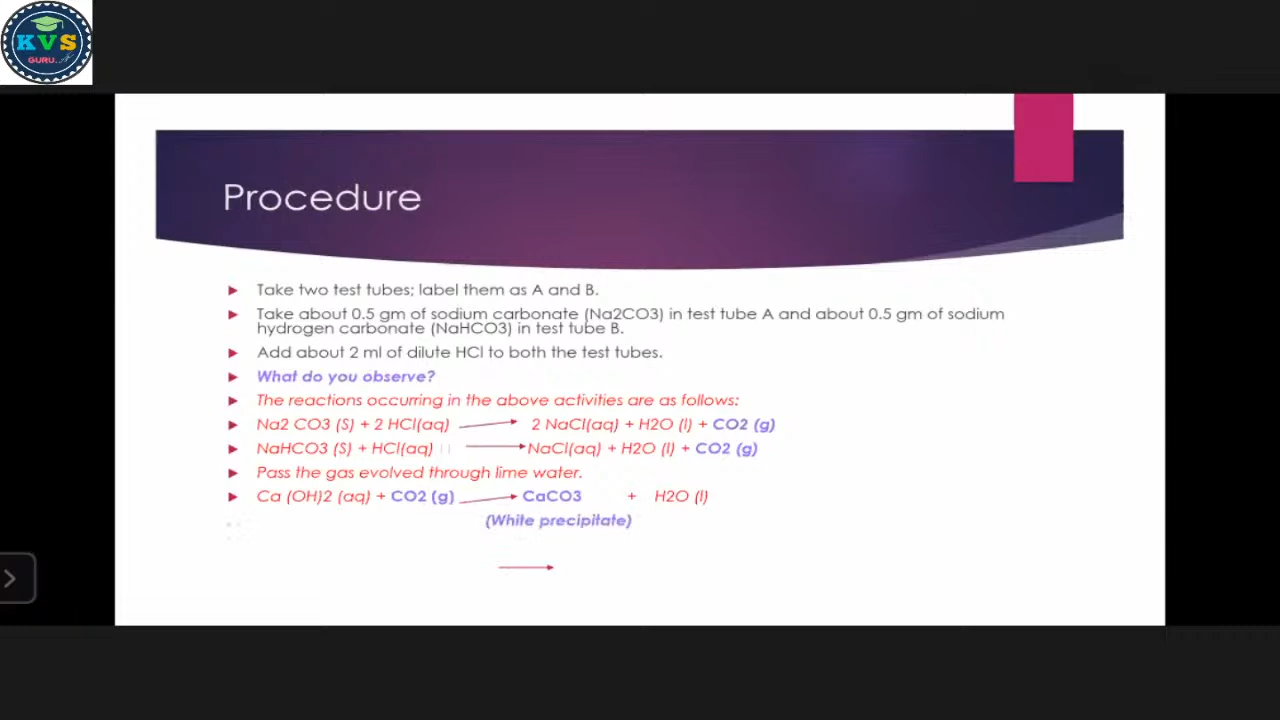 KVS
GURU
Procedure
Take two test tubes; label them as A and B.
Take about 0.5 gm of sodium carbonate (Na2CO3) in test tube A and about 0.5 gm of sodium
hydrogen carbonate (NaHCO3) in test tube B.
Add about 2 ml of dilute HCl to both the test tubes.
What do you observe?
The reactions occurring in the above activities are as follows:
Na2 CO3 (S) + 2 HCl(aq) 2 NaCl(aq) + H2O (l) + CO2 (g)
NaHCO3 (S) + HCl(aq) NaCl(aq) + H2O (l) + CO2 (g)
Pass the gas evolved through lime water.
Ca (OH)2 (aq) + CO2 (g) CaCO3 + H2O (l)
(White precipitate)